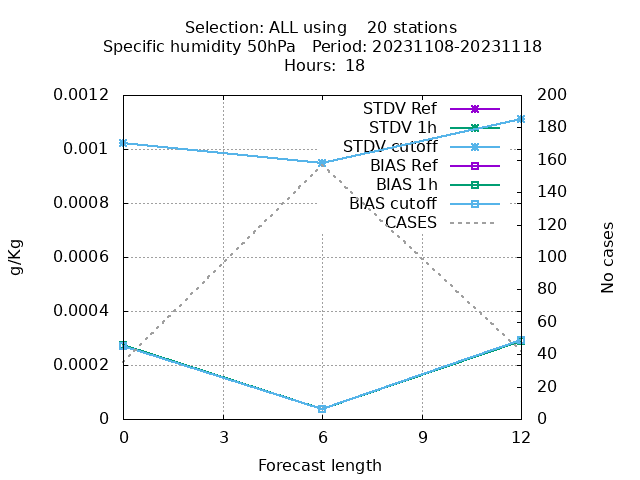 Selection: ALL using    20 stations
Specific humidity 50hPa   Period: 20231108-20231118
Hours: 18
0.0012
0.001
0.0008
0.0006
0.0004
0.0002
0
g/Kg
STDV Ref
STDV 1h
STDV cutoff
BIAS Ref
BIAS 1h
BIAS cutoff
CASES
200
180
160
140
120
100
80
60
40
20
0
No cases
0 3 6 9 12
Forecast length